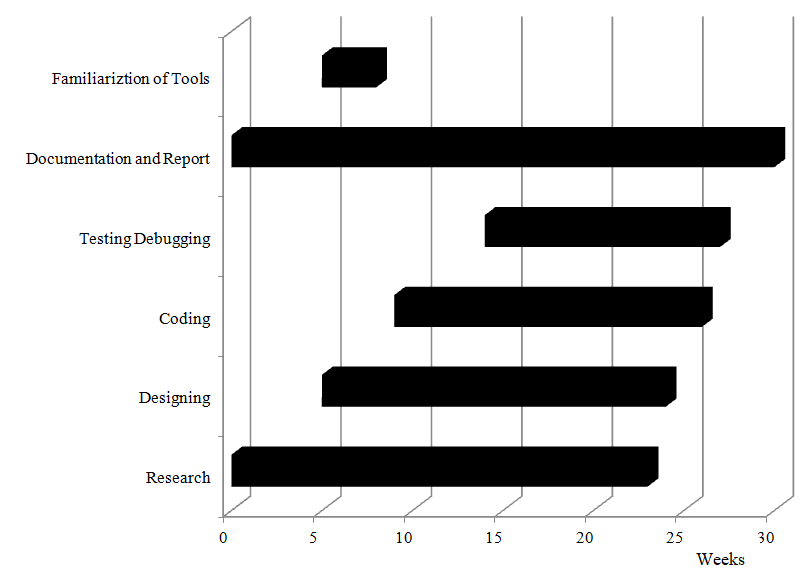 Familiariztion of Tools
Documentation and Report
Testing Debugging
Coding
Designing
Research
0 5 10 15 20 25 30
Weeks